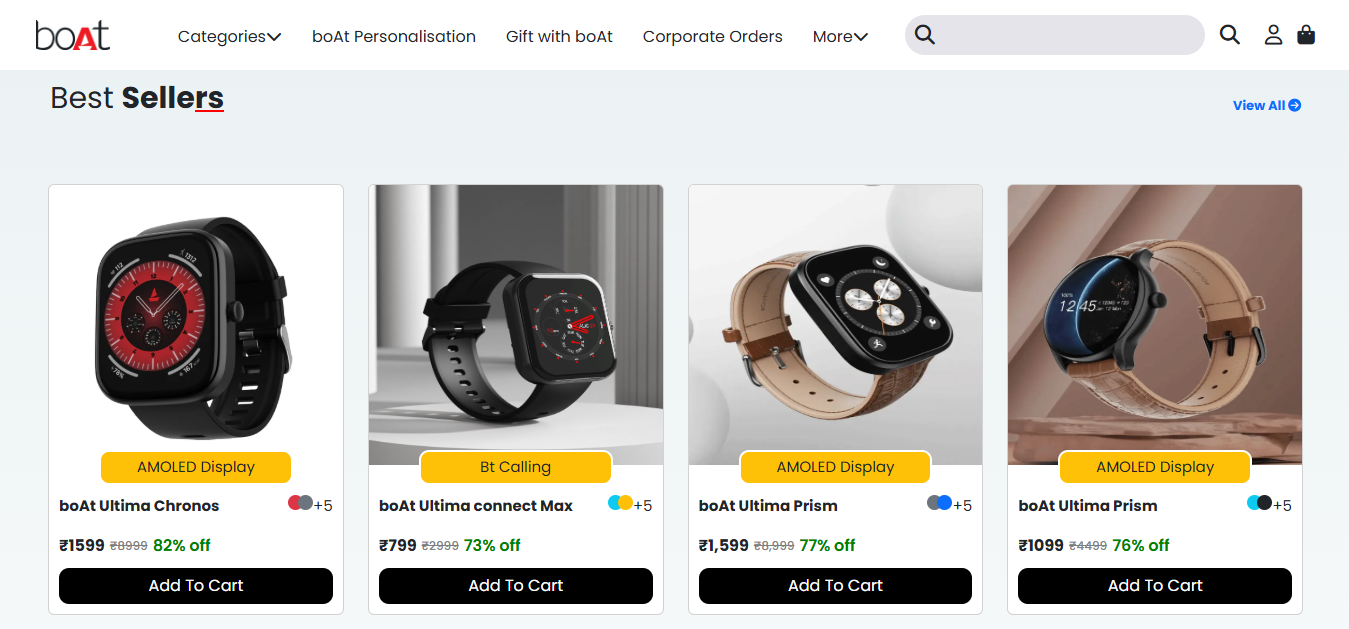 boAt
Categories
boAt Personalisation
Gift with boAt
Corporate Orders
More
Best Sellers
View All
AMOLED Display
boAt Ultima Chronos
+5
₹1599 ₹8999 82% off
Add To Cart
Bt Calling
boAt Ultima connect Max
+5
₹799 ₹2999 73% off
Add To Cart
AMOLED Display
boAt Ultima Prism
+5
₹1,599 ₹8,999 77% off
Add To Cart
12:45
AMOLED Display
boAt Ultima Prism
+5
₹1099 ₹4499 76% off
Add To Cart